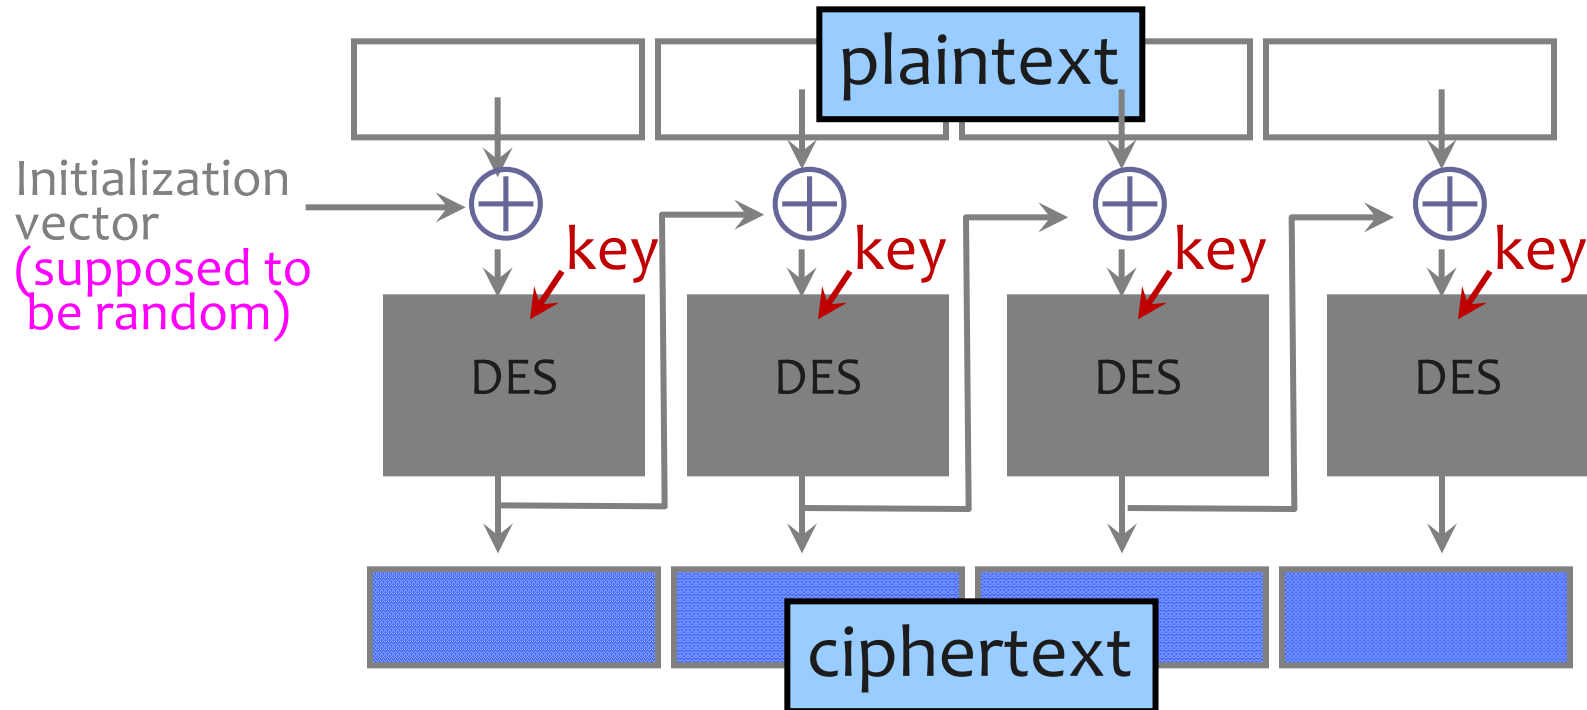 plaintext
Initialization
vector
(supposed to
be random)
key
key
key
key
DES
DES
DES
DES
ciphertext